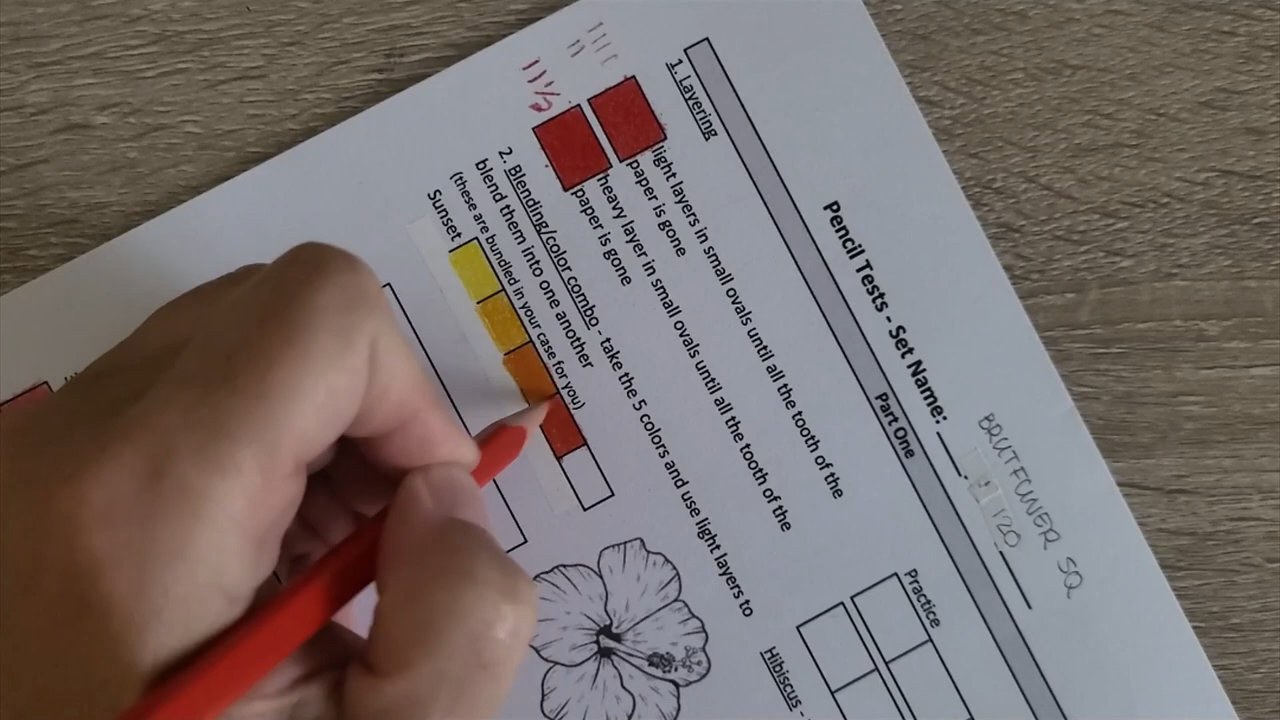 Pencil Tests - Set Name:
BRUTFUNER SQ
120
Part One
1. Layering
light layers in small ovals until all the tooth of the
paper is gone
heavy layer in small ovals until all the tooth of the
paper is gone
2. Blending/color combo - take the 5 colors and use light layers to
blend them into one another
(these are bundled in your case for you)
Sunset
Practice
Hibiscus -